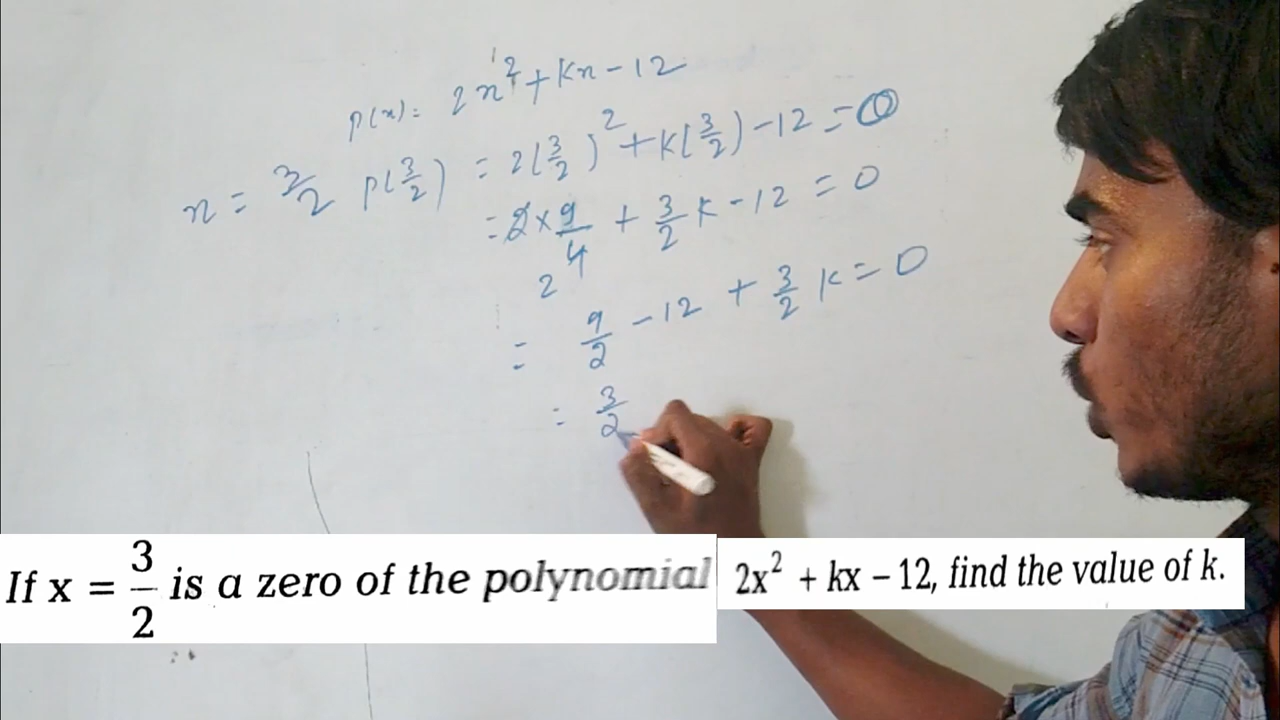 p(x) = 2x² + kx - 12
x = 3/2 p(3/2) = 2(3/2)² + k(3/2) - 12 = 0
= 2 × 9/4 + 3/2 k - 12 = 0
2
= 9/2 - 12 + 3/2 k = 0
= 3/2
If x = 3/2 is a zero of the polynomial 2x² + kx – 12, find the value of k.